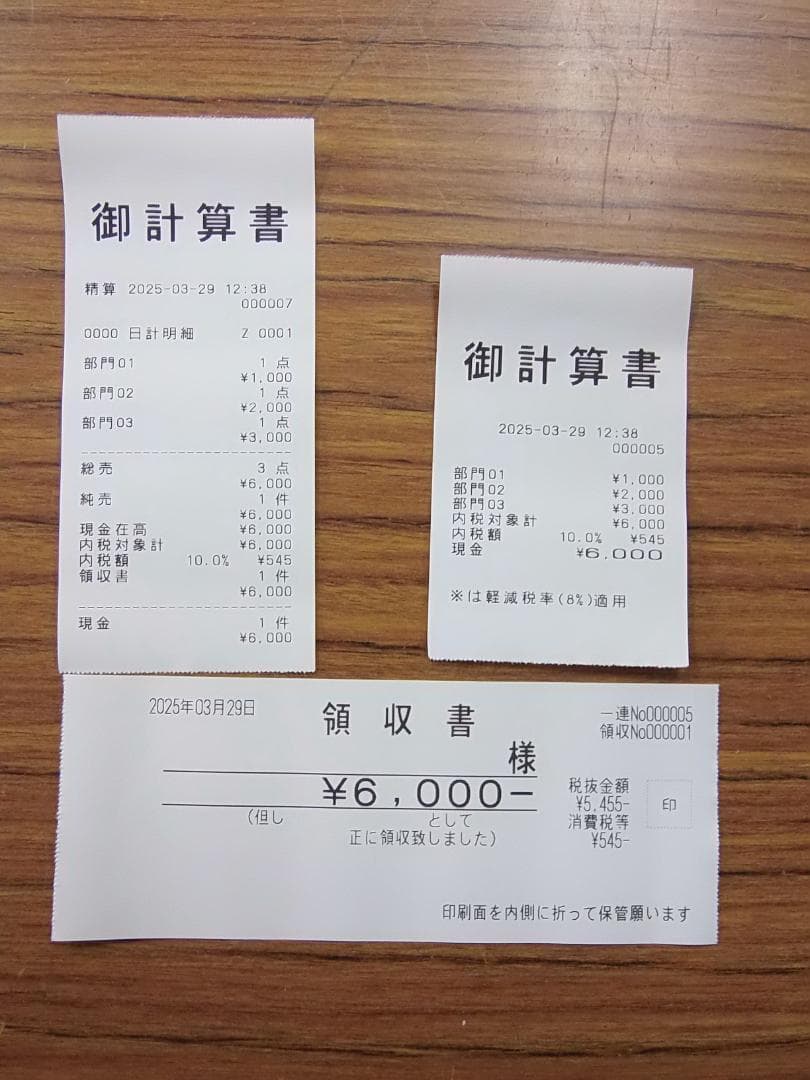 御計算書
精算 2025-03-29 12:38
000007
0000 日計明細 Z 0001
部門01 1 点
¥1,000
部門02 1 点
¥2,000
部門03 1 点
¥3,000
総売 3 点
¥6,000
純売 1 件
¥6,000
現金在高 ¥6,000
内税対象計 ¥6,000
内税額 10.0% ¥545
領収書 1 件
¥6,000
現金 1 件
¥6,000
御計算書
2025-03-29 12:38
000005
部門01 ¥1,000
部門02 ¥2,000
部門03 ¥3,000
内税対象計 ¥6,000
内税額 10.0% ¥545
現金 ¥6,000
※は軽減税率(8%)適用
2025年03月29日 領収書 一連No000005
領収No000001
様
¥6,000-
税抜金額
¥5,455-
消費税等
¥545-
印
(但し として
正に領収致しました)
印刷面を内側に折って保管願います